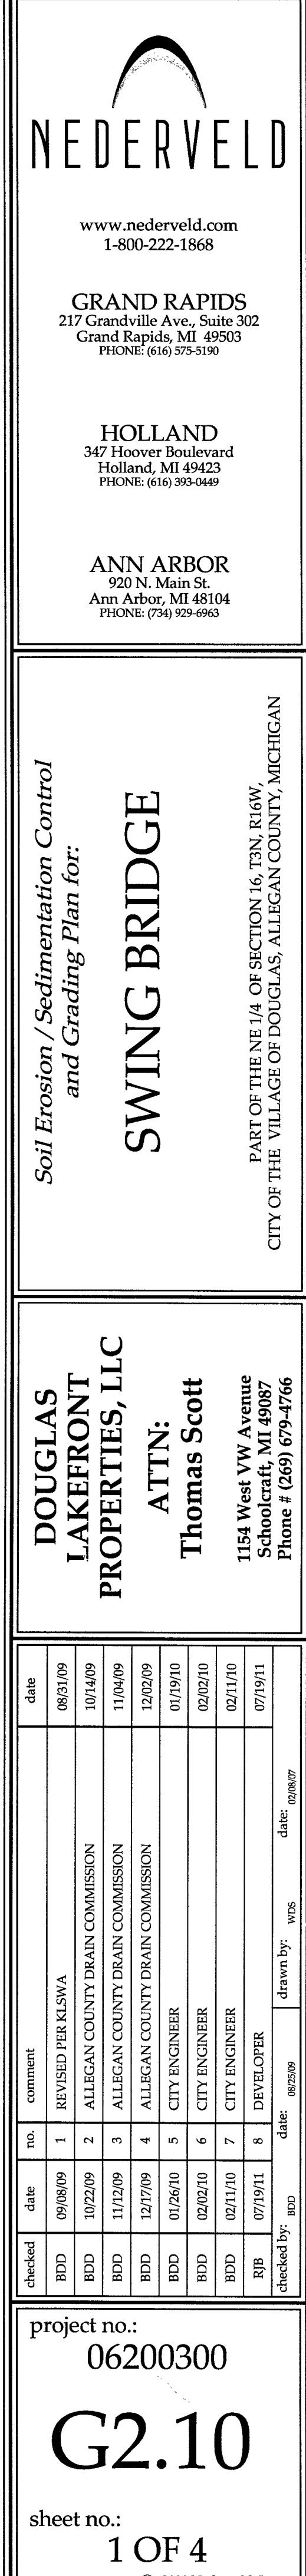 NEDERVELD
www.nederveld.com
1-800-222-1868
GRAND RAPIDS
217 Grandville Ave., Suite 302
Grand Rapids, MI 49503
PHONE: (616) 575-5190
HOLLAND
347 Hoover Boulevard
Holland, MI 49423
PHONE: (616) 393-0449
ANN ARBOR
920 N. Main St.
Ann Arbor, MI 48104
PHONE: (734) 929-6963
Soil Erosion / Sedimentation Control
and Grading Plan for:
SWING BRIDGE
PART OF THE NE 1/4 OF SECTION 16, T3N, R16W,
CITY OF THE VILLAGE OF DOUGLAS, ALLEGAN COUNTY, MICHIGAN
DOUGLAS
LAKEFRONT
PROPERTIES, LLC
ATTN:
Thomas Scott
1154 West VW Avenue
Schoolcraft, MI 49087
Phone # (269) 679-4766
checked date no. comment date
BDD 09/08/09 1 REVISED PER KLSWA 08/31/09
BDD 10/22/09 2 ALLEGAN COUNTY DRAIN COMMISSION 10/14/09
BDD 11/12/09 3 ALLEGAN COUNTY DRAIN COMMISSION 11/04/09
BDD 12/17/09 4 ALLEGAN COUNTY DRAIN COMMISSION 12/02/09
BDD 01/26/10 5 CITY ENGINEER 01/19/10
BDD 02/02/10 6 CITY ENGINEER 02/02/10
BDD 02/11/10 7 CITY ENGINEER 02/11/10
RJB 07/19/11 8 DEVELOPER 07/19/11
checked by: BDD date: 08/25/09 drawn by: WDS date: 02/08/07
project no.:
06200300
G2.10
sheet no.:
1 OF 4